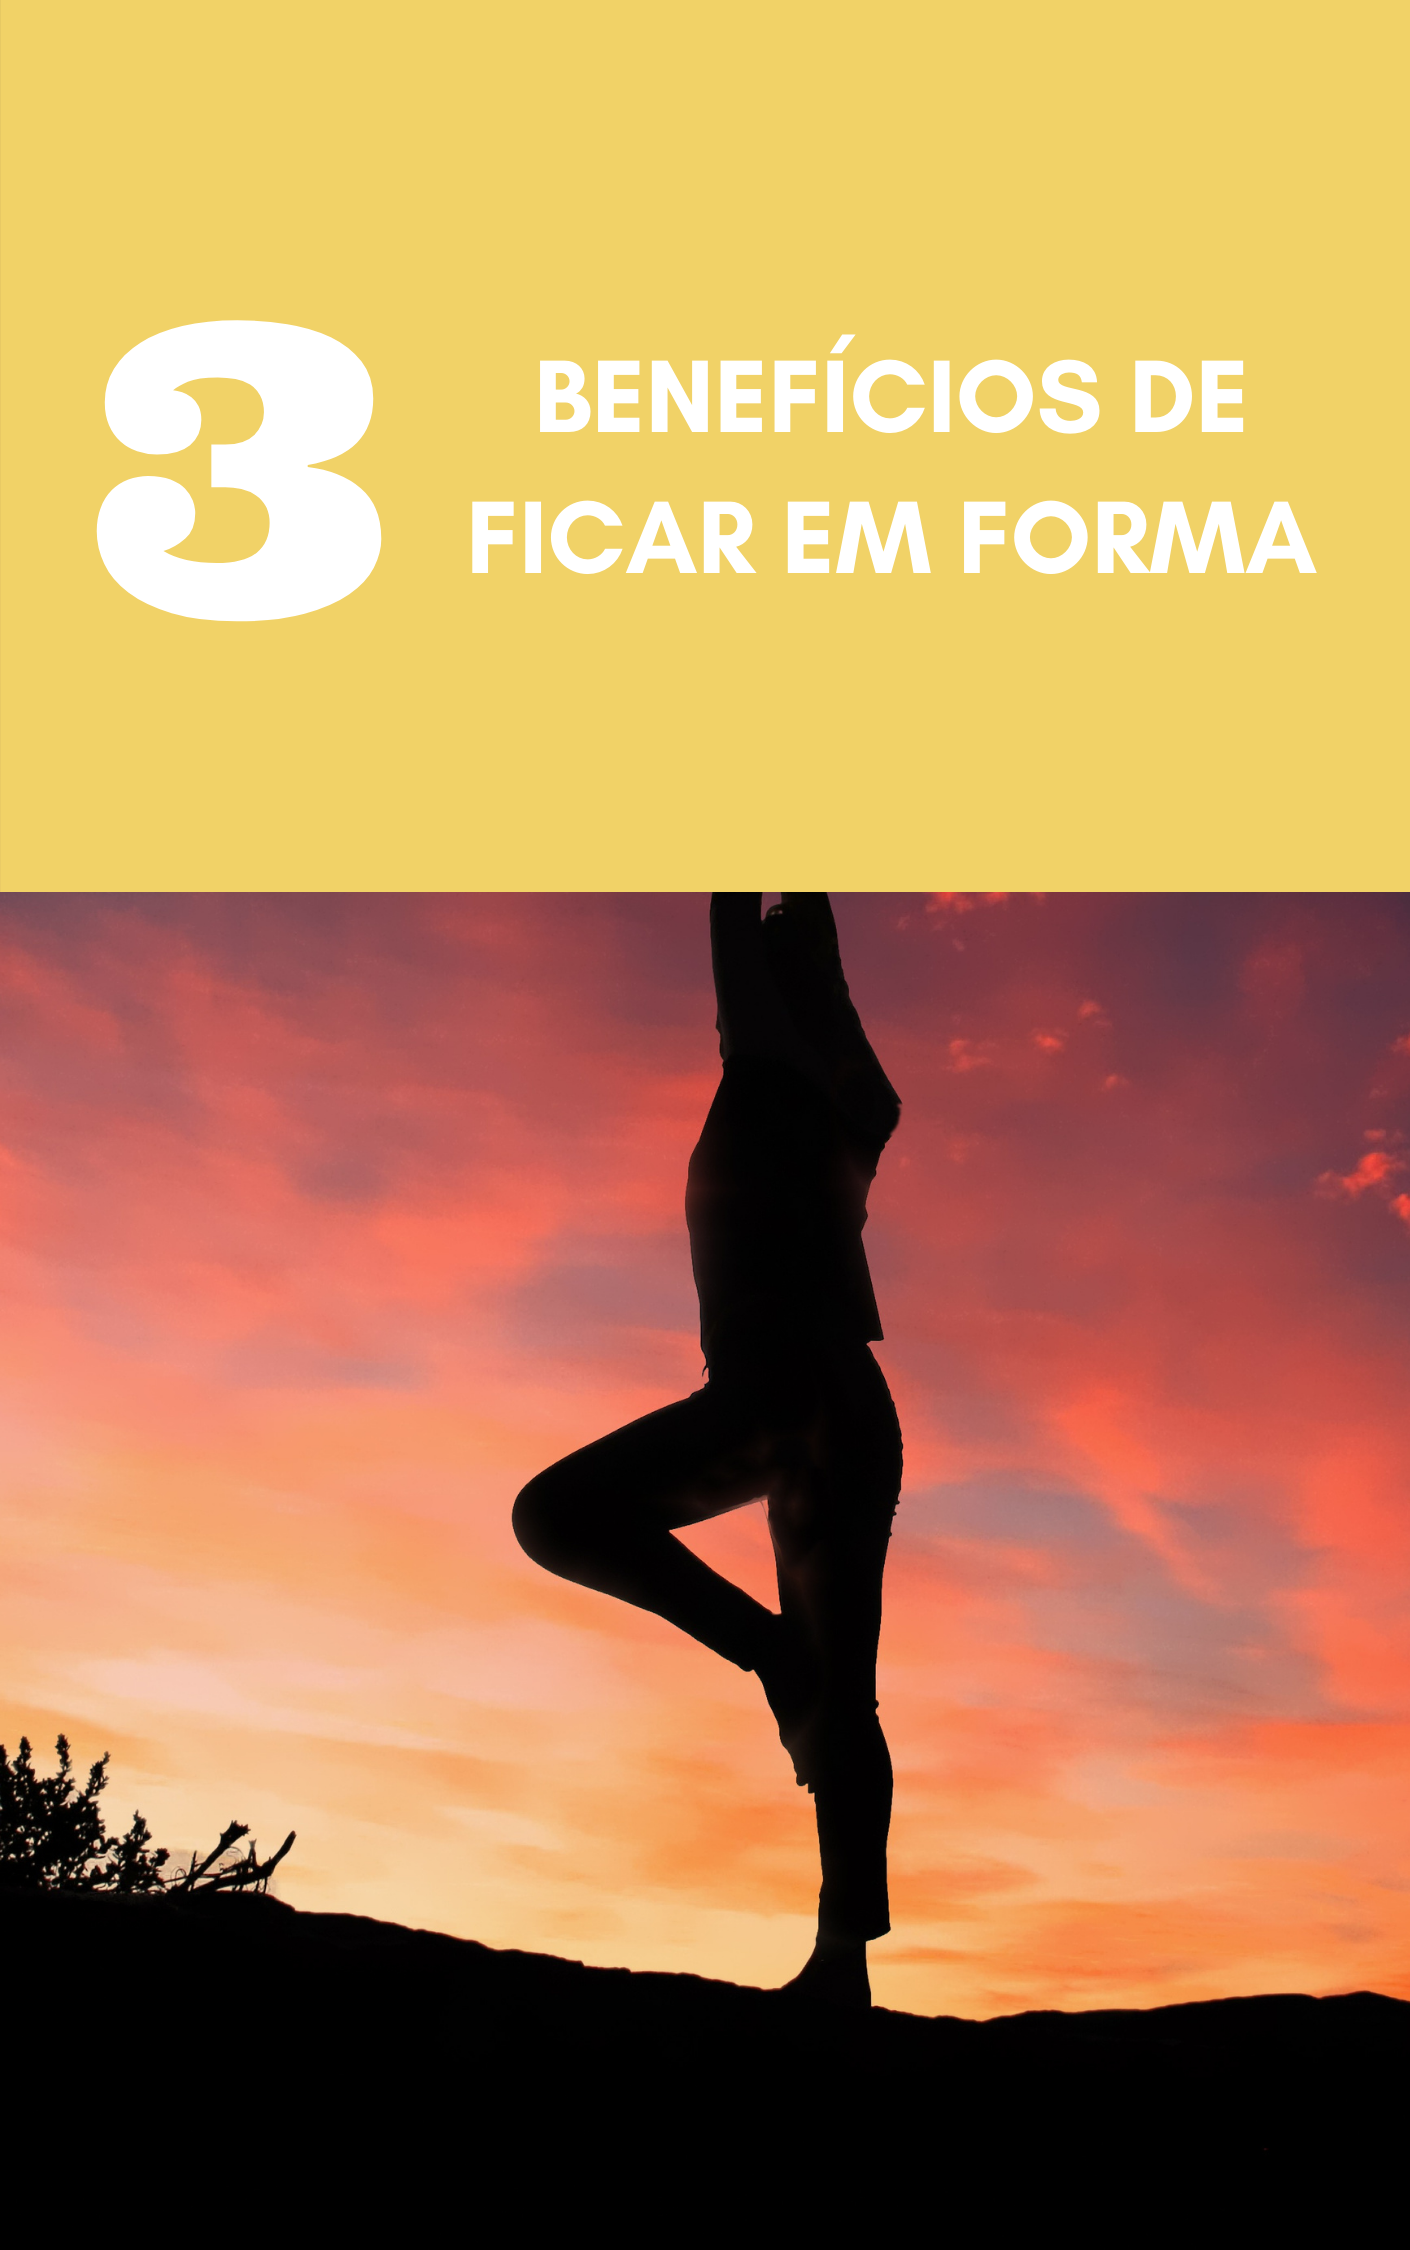 3
BENEFÍCIOS DE
FICAR EM FORMA